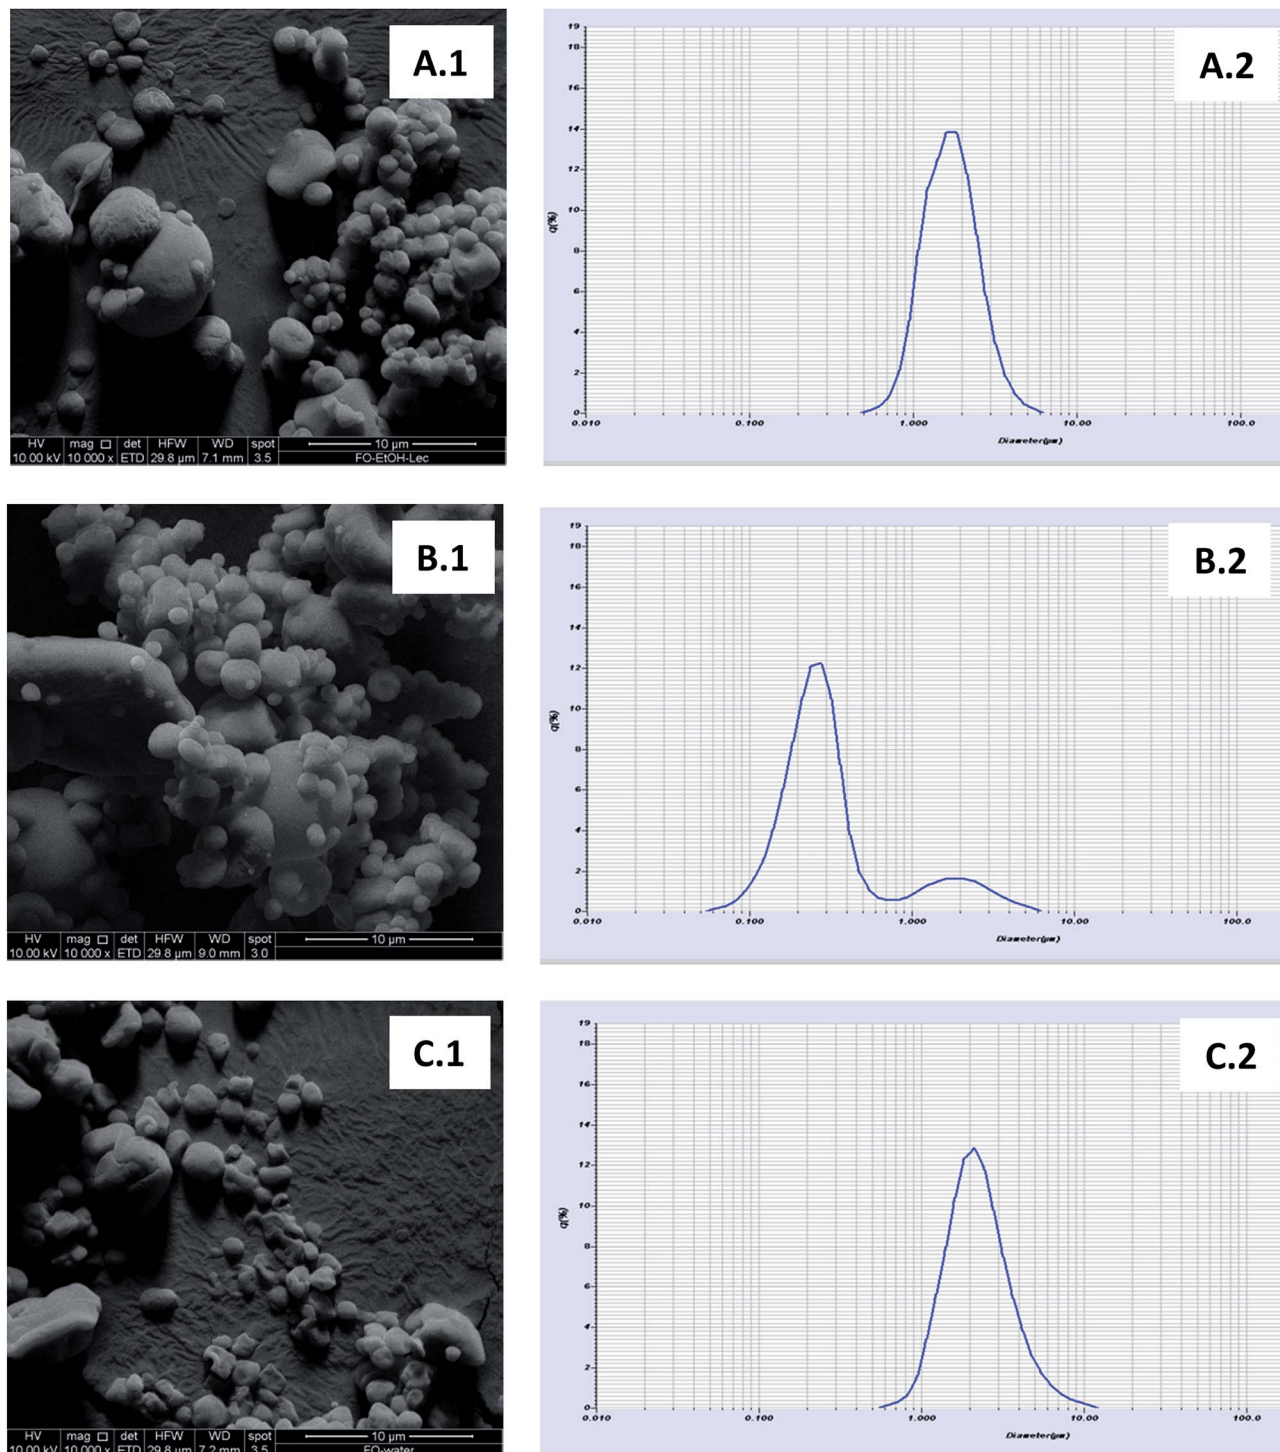 A.1
HV mag □ det HFW WD spot 10 µm
10.00 kV 10 000 x ETD 29.8 µm 7.1 mm 3.5 FO-EtOH-Lec
A.2
19
18
16
14
12
10
8
6
4
2
0
q(%)
0.010 0.100 1.000 10.00 100.0
Diameter(µm)
B.1
HV mag □ det HFW WD spot 10 µm
10.00 kV 10 000 x ETD 29.8 µm 9.0 mm 3.0
B.2
19
18
16
14
12
10
8
6
4
2
0
q(%)
0.010 0.100 1.000 10.00 100.0
Diameter(µm)
C.1
HV mag □ det HFW WD spot 10 µm
10.00 kV 10 000 x ETD 29.8 µm 7.2 mm 3.5 FO-water
C.2
19
18
16
14
12
10
8
6
4
2
0
q(%)
0.010 0.100 1.000 10.00 100.0
Diameter(µm)